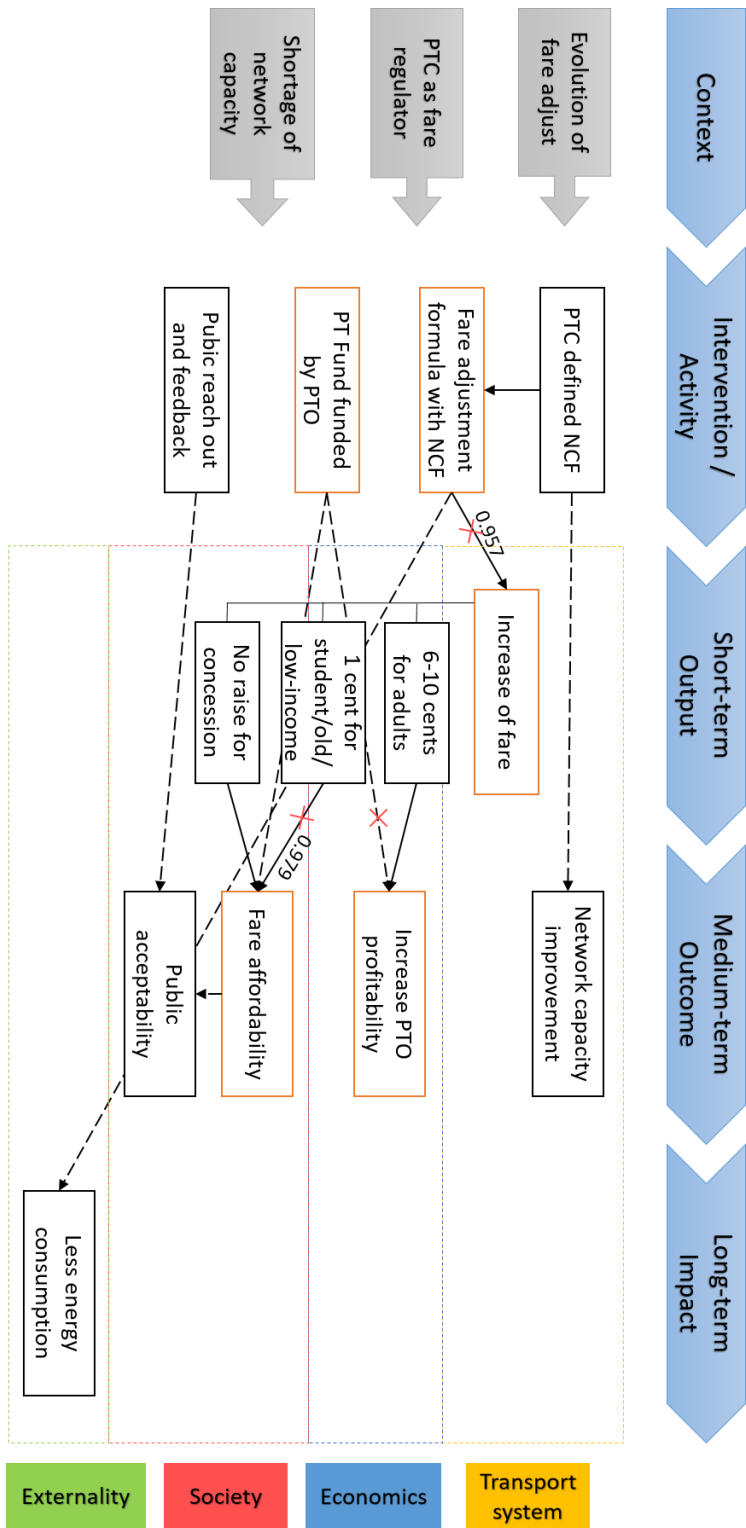 Context
Intervention /
Activity
Short-term
Output
Medium-term
Outcome
Long-term
Impact
Evolution of
fare adjust
PTC as fare
regulator
Shortage of
network
capacity
PTC defined NCF
Fare adjustment
formula with NCF
PT Fund funded
by PTO
Pubic reach out
and feedback
0.957
Increase of fare
6-10 cents
for adults
1 cent for
student/old/
low-income
No raise for
concession
0.979
Network capacity
improvement
Increase PTO
profitability
Fare affordability
Public
acceptability
Less energy
consumption
Transport
system
Economics
Society
Externality